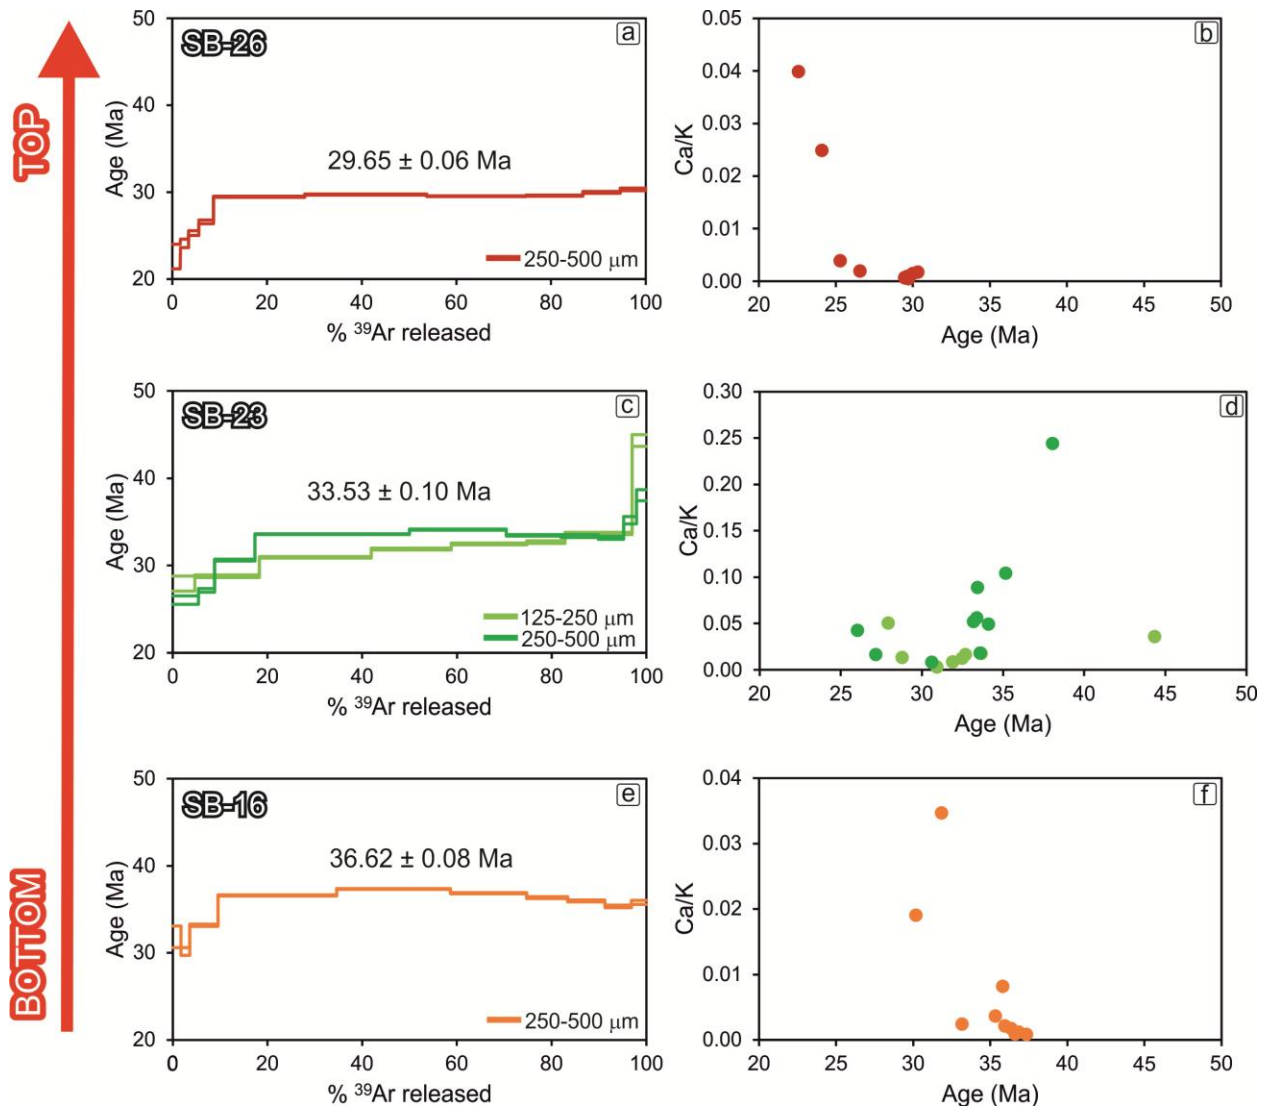 TOP
BOTTOM
SB-26
a
50
40
30
20
Age (Ma)
29.65 ± 0.06 Ma
250-500 μm
0
20
40
60
80
100
% ³⁹Ar released
b
0.05
0.04
0.03
0.02
0.01
0.00
Ca/K
20
25
30
35
40
45
50
Age (Ma)
SB-23
c
50
40
30
20
Age (Ma)
33.53 ± 0.10 Ma
125-250 μm
250-500 μm
0
20
40
60
80
100
% ³⁹Ar released
d
0.30
0.25
0.20
0.15
0.10
0.05
0.00
Ca/K
20
25
30
35
40
45
50
Age (Ma)
SB-16
e
50
40
30
20
Age (Ma)
36.62 ± 0.08 Ma
250-500 μm
0
20
40
60
80
100
% ³⁹Ar released
f
0.04
0.03
0.02
0.01
0.00
Ca/K
20
25
30
35
40
45
50
Age (Ma)